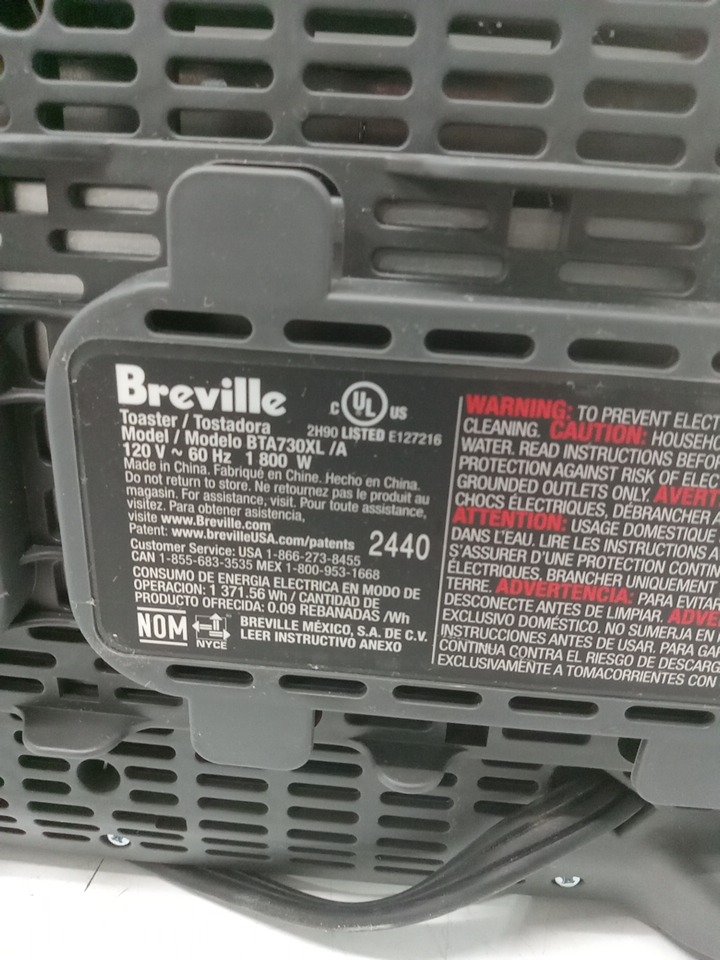 Breville
Toaster / Tostadora
Model / Modelo BTA730XL /A
120 V ~ 60 Hz 1 800 W
C UL US
2H90 LISTED E127216
Made in China. Fabriqué en Chine. Hecho en China.
Do not return to store. Ne retournez pas le produit au
magasin. For assistance, visit. Pour toute assistance,
visitez. Para obtener asistencia,
visite www.Breville.com
Patent: www.brevilleUSA.com/patents
2440
Customer Service: USA 1-866-273-8455
CAN 1-855-683-3535 MEX 1-800-953-1668
CONSUMO DE ENERGIA ELECTRICA EN MODO DE
OPERACION: 1 371.56 Wh / CANTIDAD DE
PRODUCTO OFRECIDA: 0.09 REBANADAS /Wh
NOM
NYCE
BREVILLE MÉXICO, S.A. DE C.V.
LEER INSTRUCTIVO ANEXO
WARNING: TO PREVENT ELECT
CLEANING. CAUTION: HOUSEHO
WATER. READ INSTRUCTIONS BEFO
PROTECTION AGAINST RISK OF ELEC
GROUNDED OUTLETS ONLY. AVERT
CHOCS ÉLECTRIQUES, DÉBRANCHER
ATTENTION: USAGE DOMESTIQUE
DANS L'EAU. LIRE LES INSTRUCTIONS A
S'ASSURER D'UNE PROTECTION CONTIN
ÉLECTRIQUES, BRANCHER UNIQUEMENT
TERRE. ADVERTENCIA: PARA EVITAR
DESCONECTE ANTES DE LIMPIAR. ADVE
EXCLUSIVO DOMÉSTICO. NO SUMERJA EN
INSTRUCCIONES ANTES DE USAR. PARA GAR
CONTINUA CONTRA EL RIESGO DE DESCARG
EXCLUSIVAMENTE A TOMACORRIENTES CON